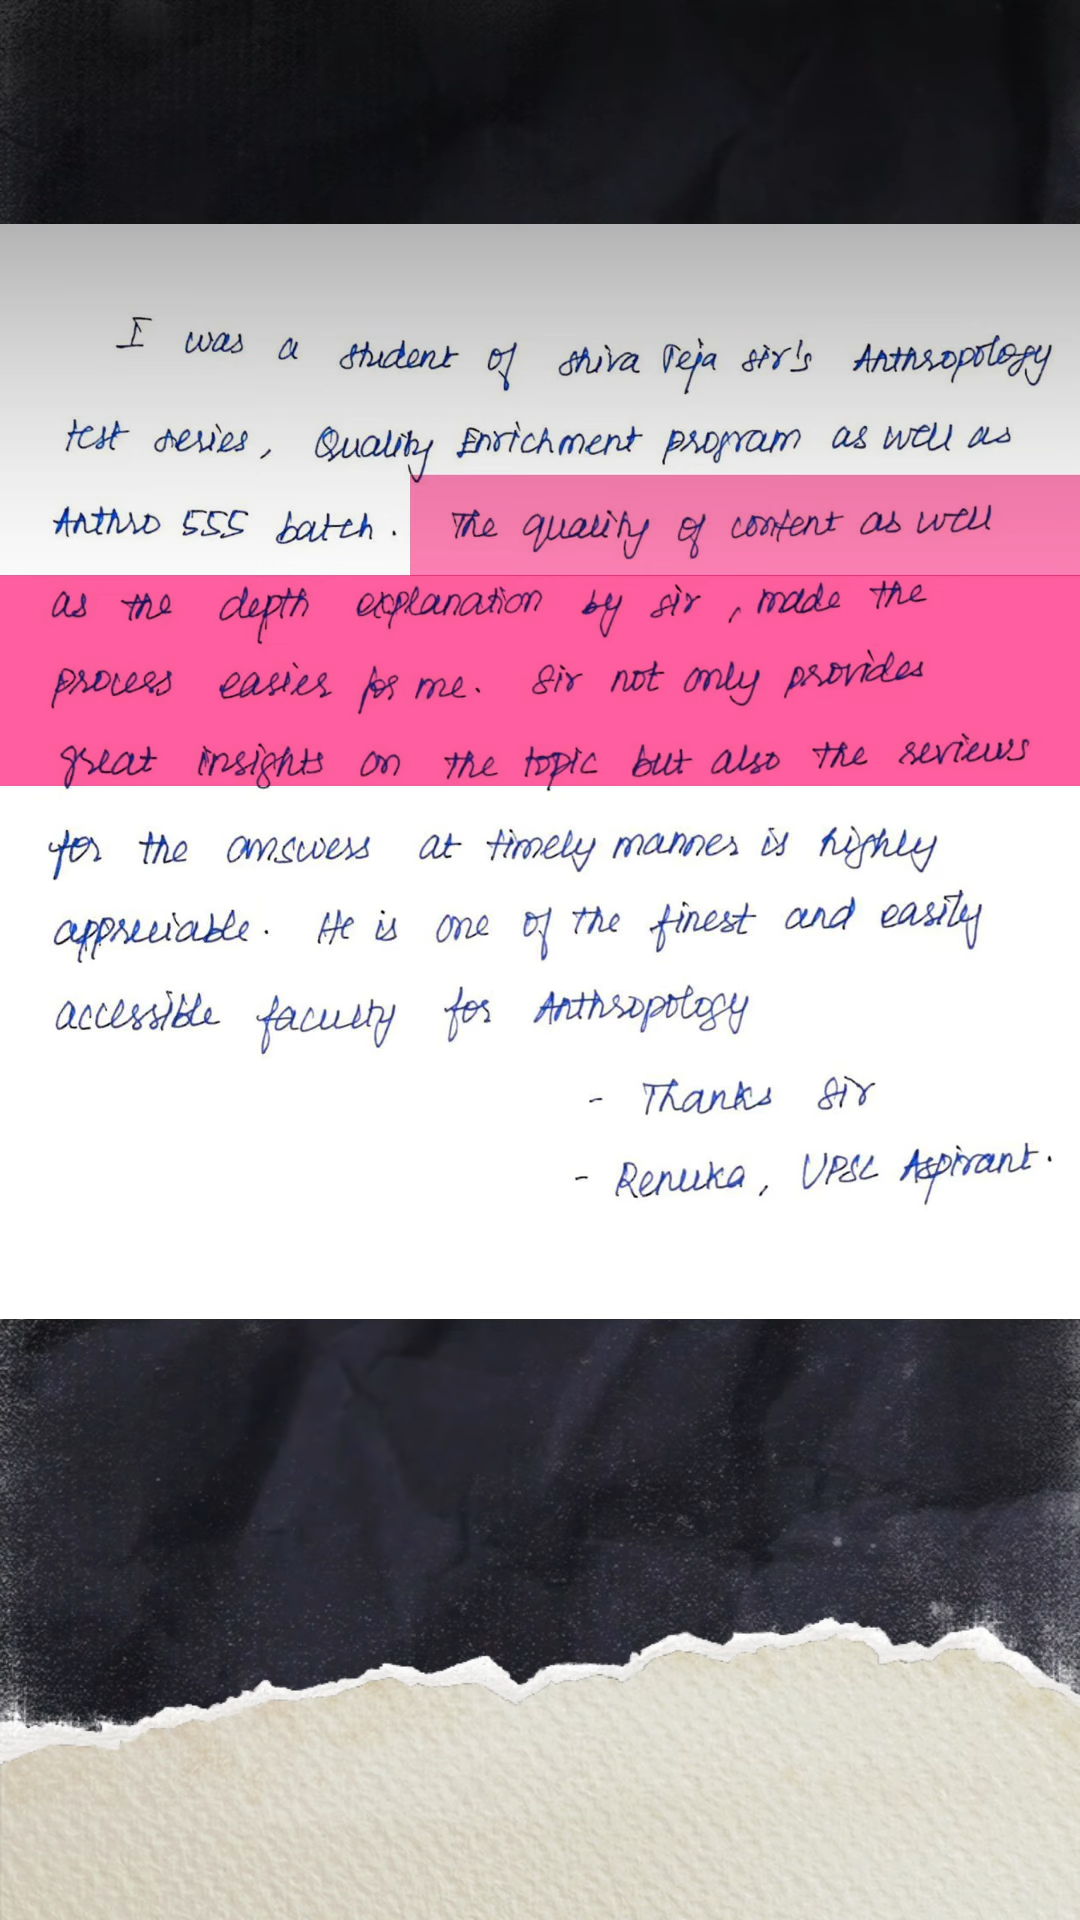 I was a student of Shiva Teja sir's Anthropology
test series, Quality Enrichment program as well as
Anthro 555 batch. The quality of content as well
as the depth explanation by sir, made the
process easier for me. Sir not only provides
great insights on the topic but also the reviews
for the answers at timely manner is highly
appreciable. He is one of the finest and easily
accessible faculty for Anthropology
- Thanks Sir
- Renuka, UPSC Aspirant.